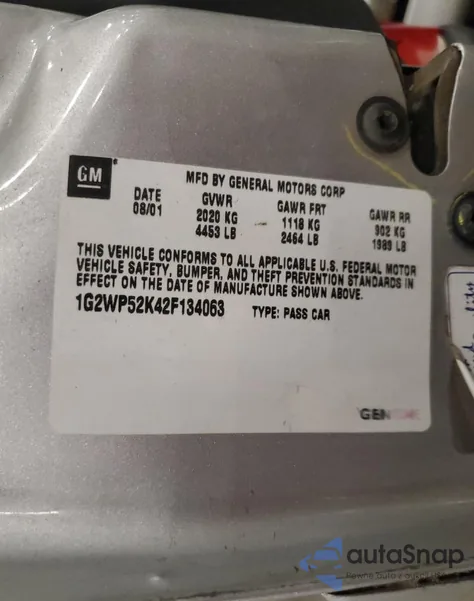 GM
MFD BY GENERAL MOTORS CORP
DATE GVWR GAWR FRT GAWR RR
08/01 2020 KG 1118 KG 902 KG
4453 LB 2464 LB 1989 LB
THIS VEHICLE CONFORMS TO ALL APPLICABLE U.S. FEDERAL MOTOR
VEHICLE SAFETY, BUMPER, AND THEFT PREVENTION STANDARDS IN
EFFECT ON THE DATE OF MANUFACTURE SHOWN ABOVE.
1G2WP52K42F134063 TYPE: PASS CAR
GEN
autaSnap